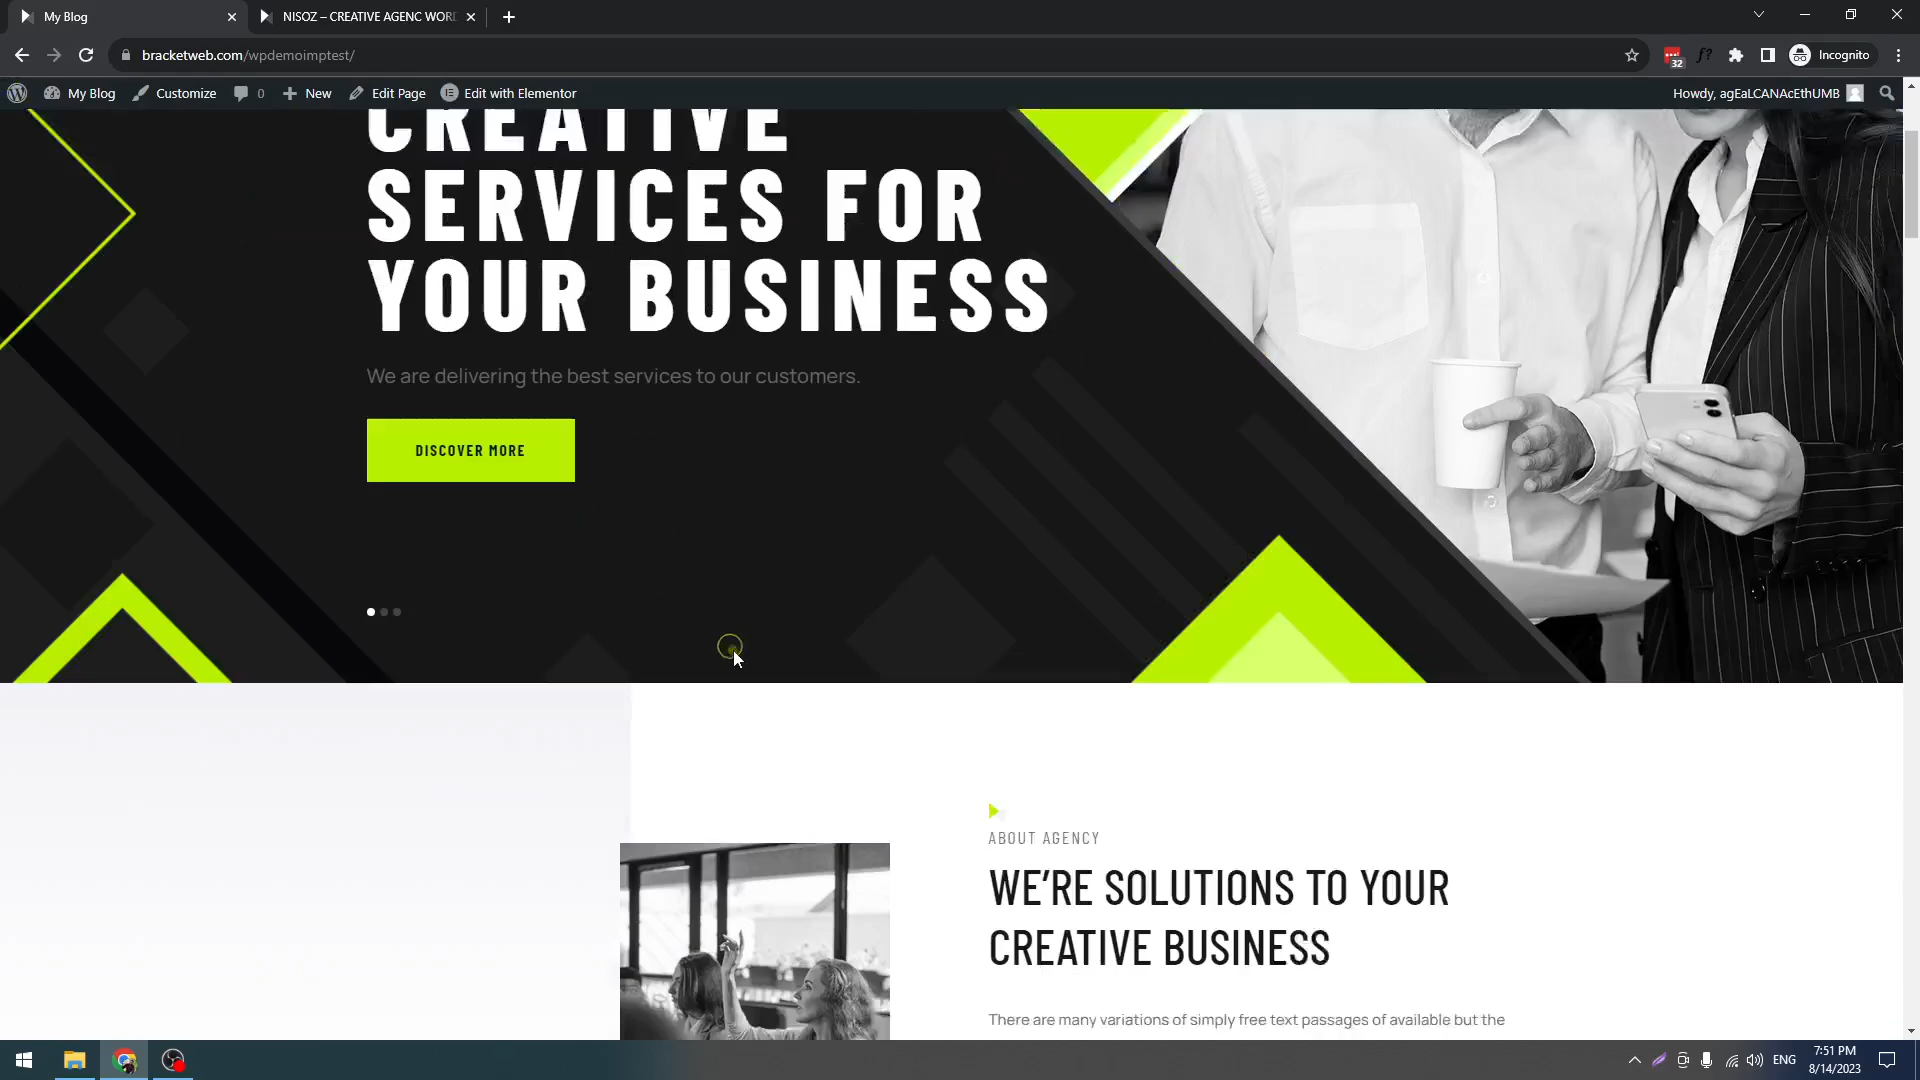 My Blog
NISOZ – CREATIVE AGENC WORD
bracketweb.com/wpdemoimptest/
32
f?
Incognito
My Blog
Customize
0
New
Edit Page
Edit with Elementor
Howdy, agEaLCANAcEthUMB
CREATIVE
SERVICES FOR
YOUR BUSINESS
We are delivering the best services to our customers.
DISCOVER MORE
ABOUT AGENCY
WE’RE SOLUTIONS TO YOUR
CREATIVE BUSINESS
There are many variations of simply free text passages of available but the
ENG
7:51 PM
8/14/2023